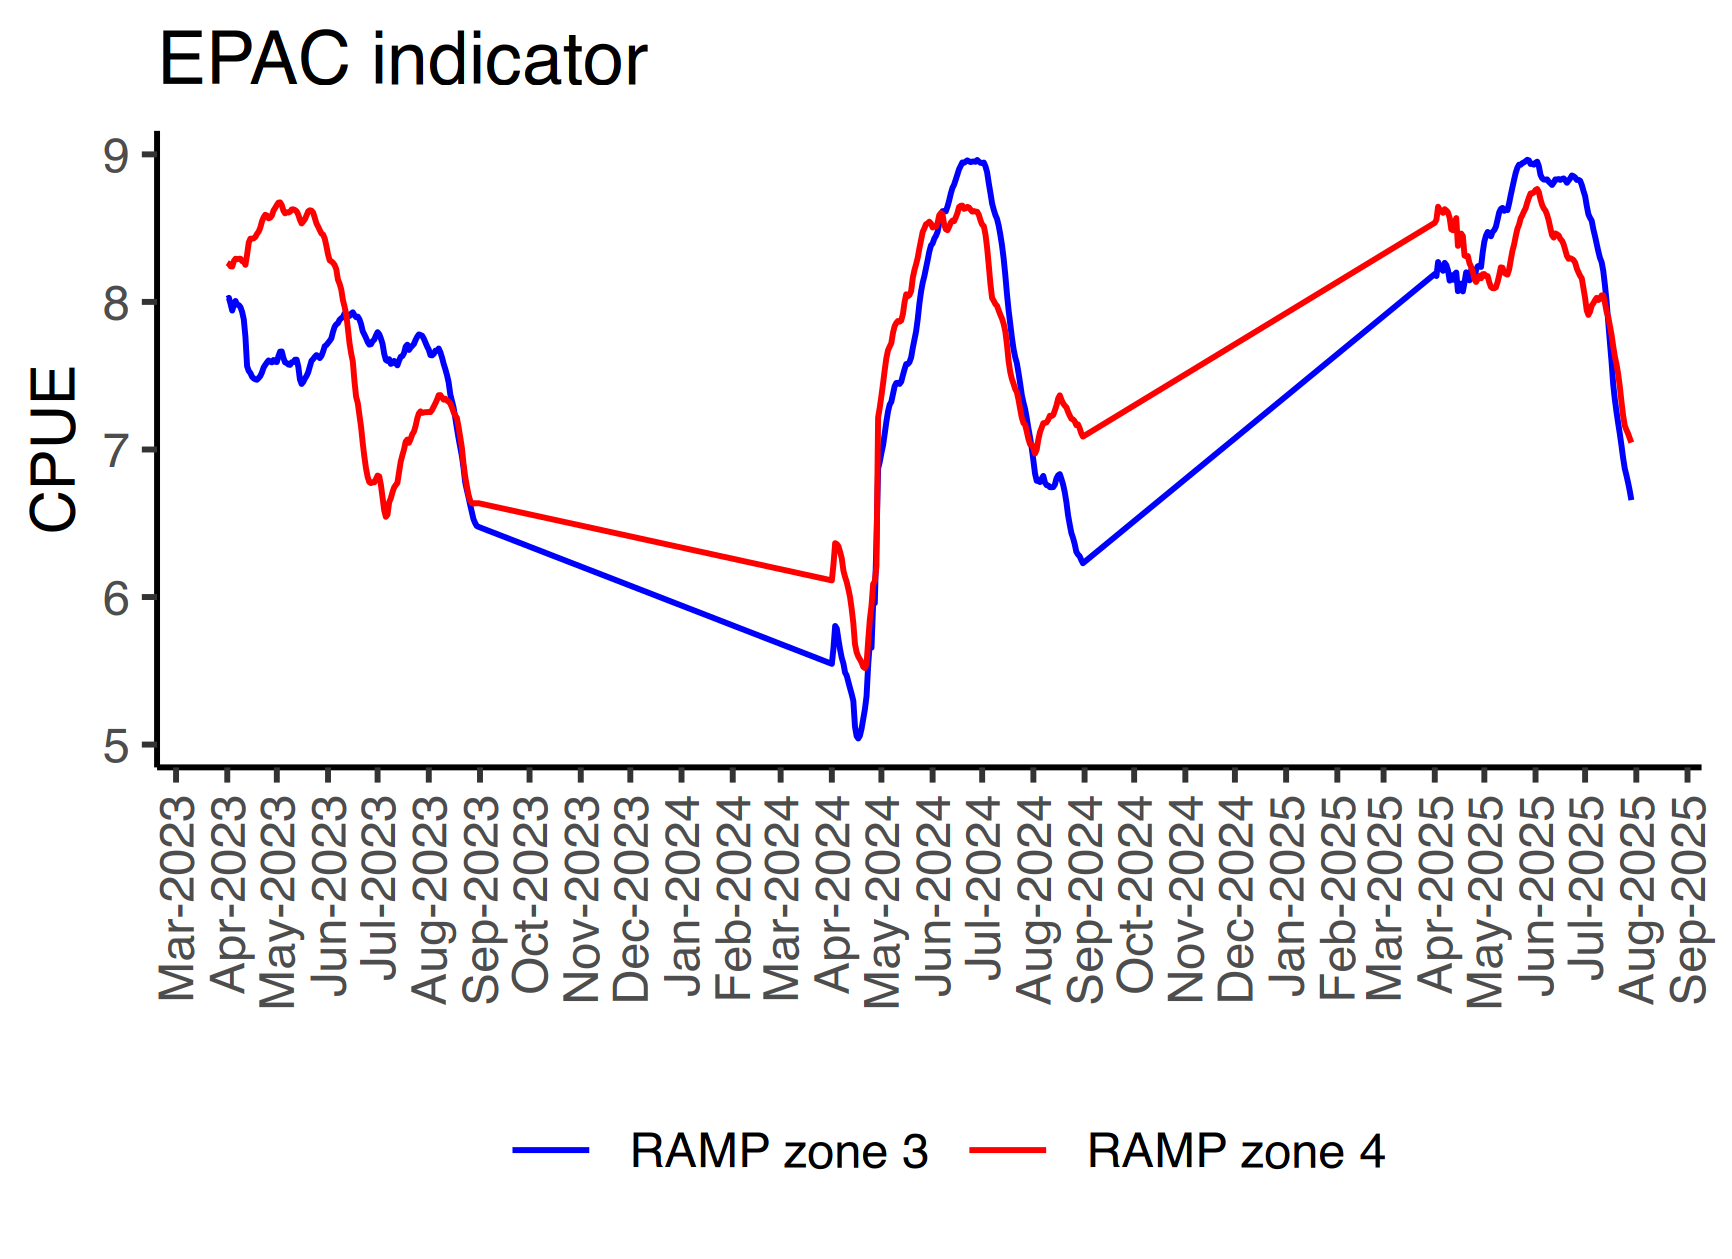 EPAC indicator
9
8
7
6
5
CPUE
Mar-2023
Apr-2023
May-2023
Jun-2023
Jul-2023
Aug-2023
Sep-2023
Oct-2023
Nov-2023
Dec-2023
Jan-2024
Feb-2024
Mar-2024
Apr-2024
May-2024
Jun-2024
Jul-2024
Aug-2024
Sep-2024
Oct-2024
Nov-2024
Dec-2024
Jan-2025
Feb-2025
Mar-2025
Apr-2025
May-2025
Jun-2025
Jul-2025
Aug-2025
Sep-2025
RAMP zone 3
RAMP zone 4